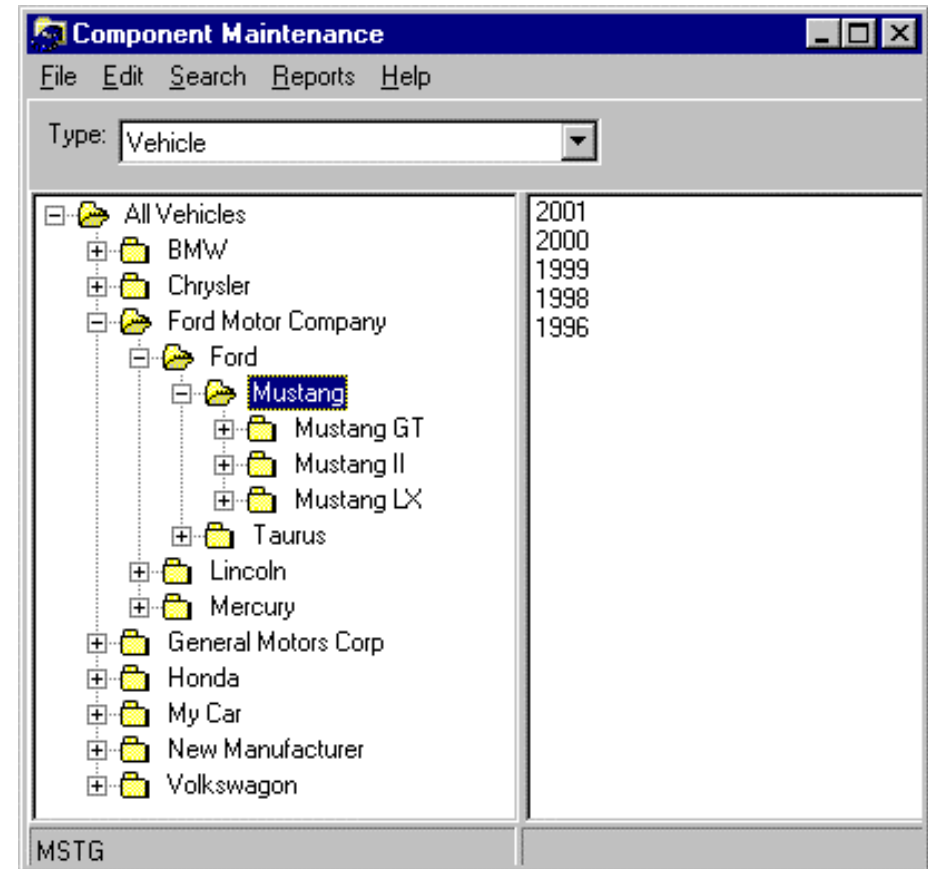 Component Maintenance
File Edit Search Reports Help
Type: Vehicle
All Vehicles
BMW
Chrysler
Ford Motor Company
Ford
Mustang
Mustang GT
Mustang II
Mustang LX
Taurus
Lincoln
Mercury
General Motors Corp
Honda
My Car
New Manufacturer
Volkswagon
2001
2000
1999
1998
1996
MSTG